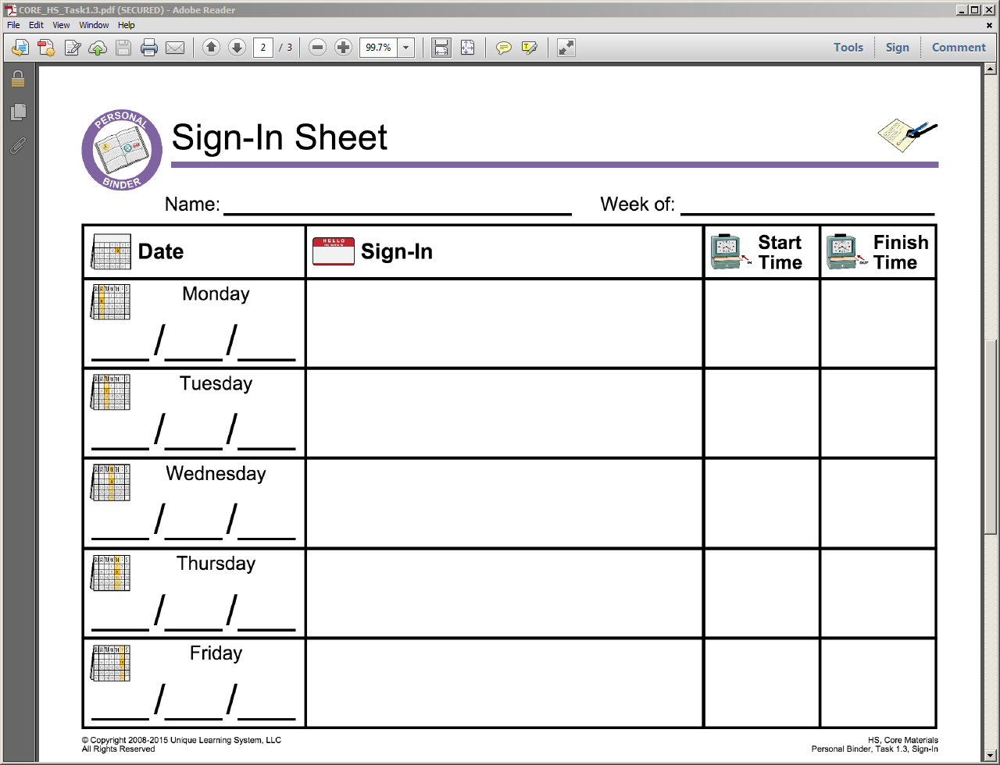 CORE_HS_Task1.3.pdf (SECURED) - Adobe Reader
File Edit View Window Help
2 / 3 99.7% Tools Sign Comment
PERSONAL BINDER
Sign-In Sheet
Name: Week of:
Date HELLO Sign-In IN Start Time OUT Finish Time
Monday
/ /
Tuesday
/ /
Wednesday
/ /
Thursday
/ /
Friday
/ /
© Copyright 2008-2015 Unique Learning System, LLC
All Rights Reserved
HS, Core Materials
Personal Binder, Task 1.3, Sign-In